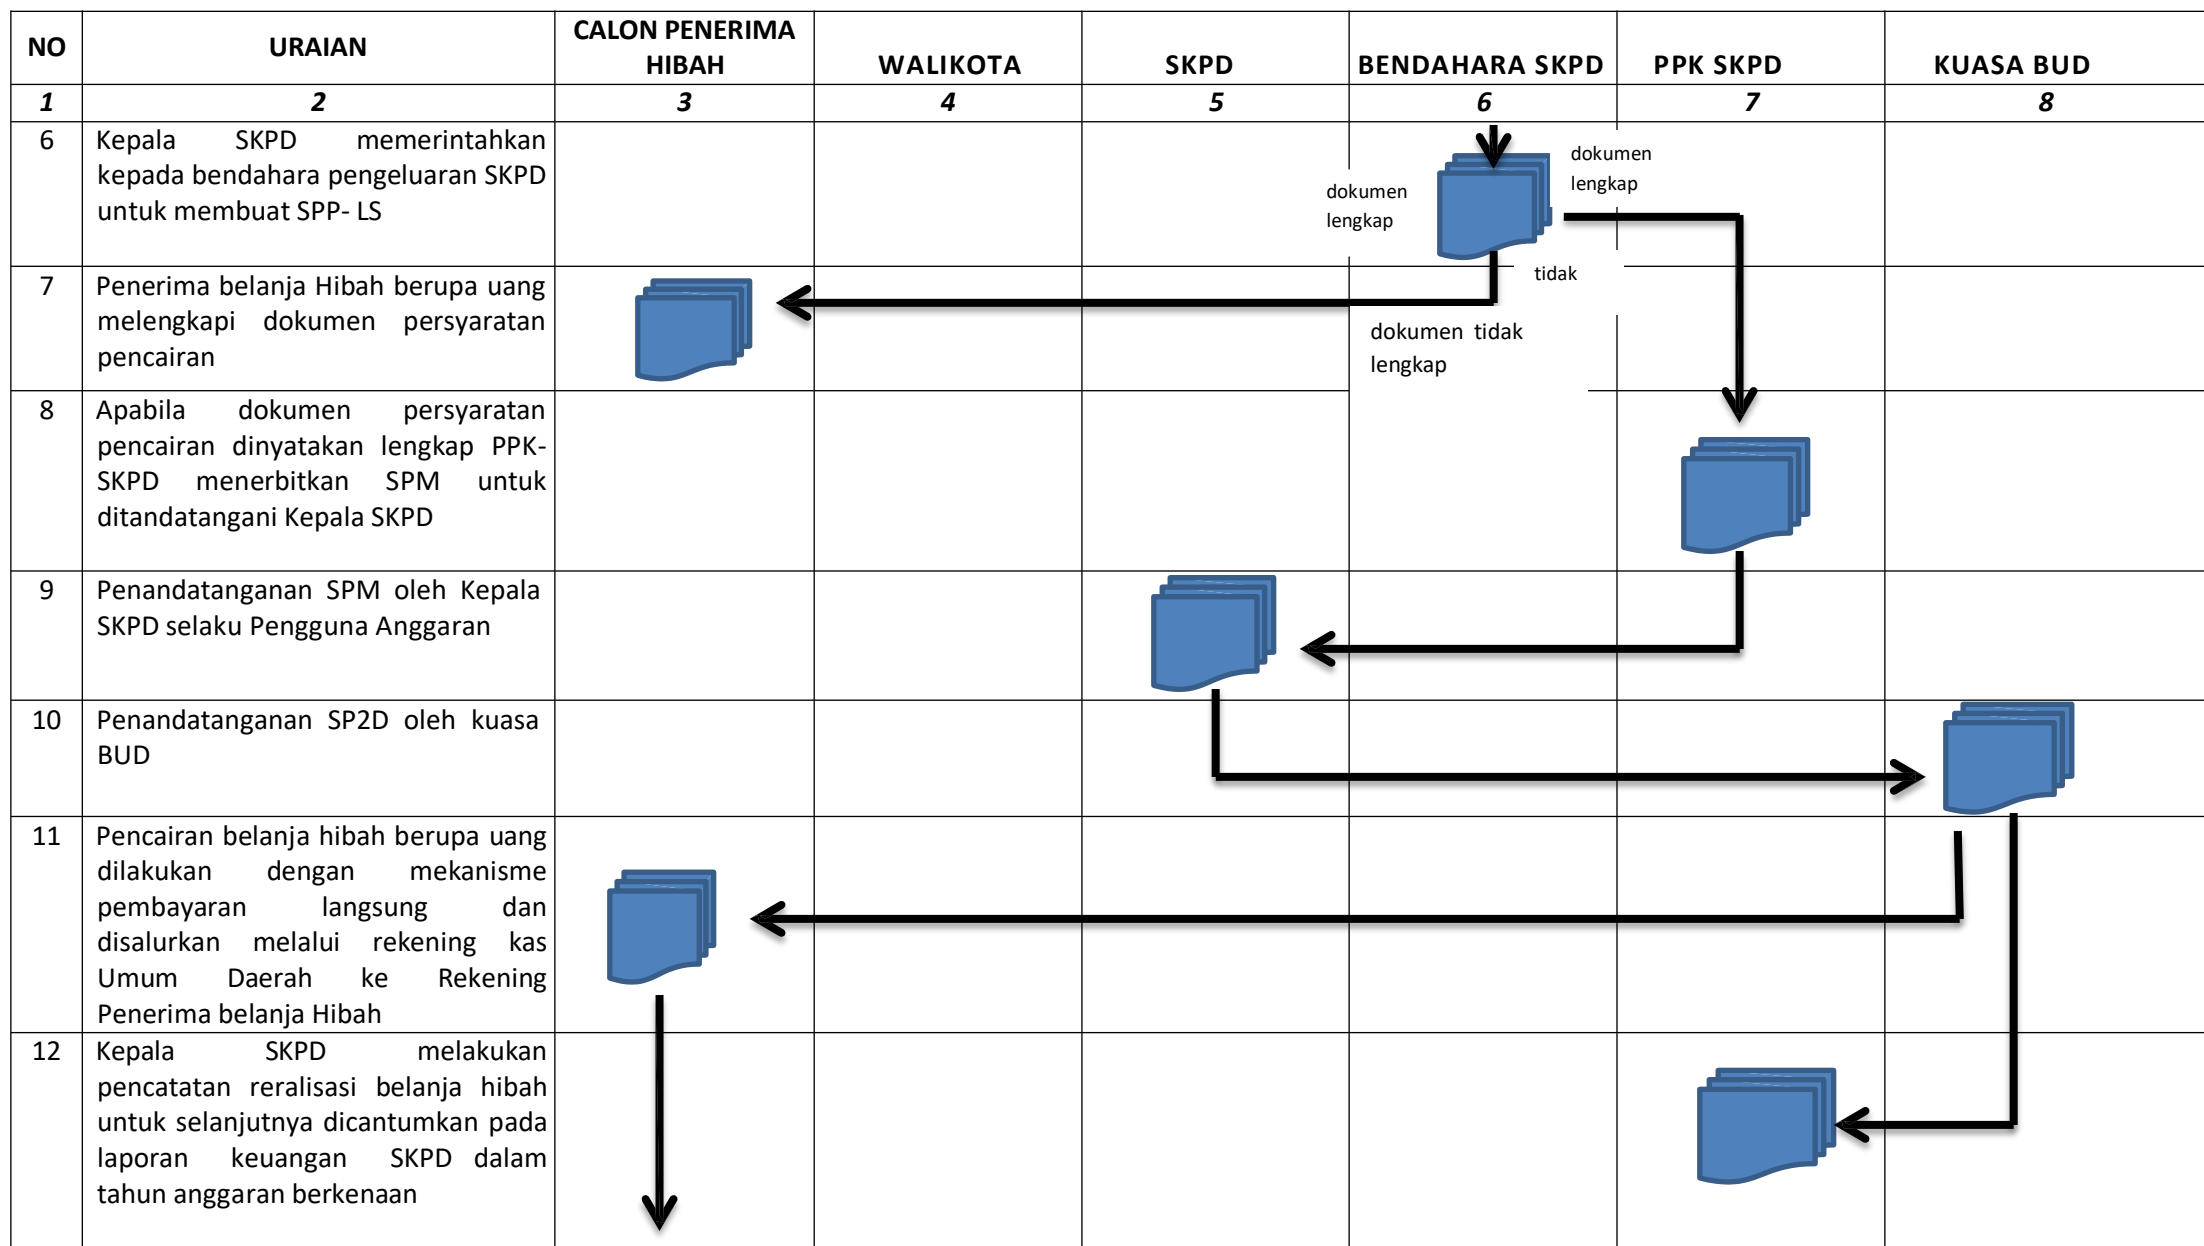 NO
URAIAN
CALON PENERIMA
HIBAH
WALIKOTA
SKPD
BENDAHARA SKPD
PPK SKPD
KUASA BUD
1
2
3
4
5
6
7
8
6
Kepala SKPD memerintahkan
kepada bendahara pengeluaran SKPD
untuk membuat SPP- LS
dokumen
lengkap
dokumen
lengkap
tidak
7
Penerima belanja Hibah berupa uang
melengkapi dokumen persyaratan
pencairan
dokumen tidak
lengkap
8
Apabila dokumen persyaratan
pencairan dinyatakan lengkap PPK-
SKPD menerbitkan SPM untuk
ditandatangani Kepala SKPD
9
Penandatanganan SPM oleh Kepala
SKPD selaku Pengguna Anggaran
10
Penandatanganan SP2D oleh kuasa
BUD
11
Pencairan belanja hibah berupa uang
dilakukan dengan mekanisme
pembayaran langsung dan
disalurkan melalui rekening kas
Umum Daerah ke Rekening
Penerima belanja Hibah
12
Kepala SKPD melakukan
pencatatan reralisasi belanja hibah
untuk selanjutnya dicantumkan pada
laporan keuangan SKPD dalam
tahun anggaran berkenaan